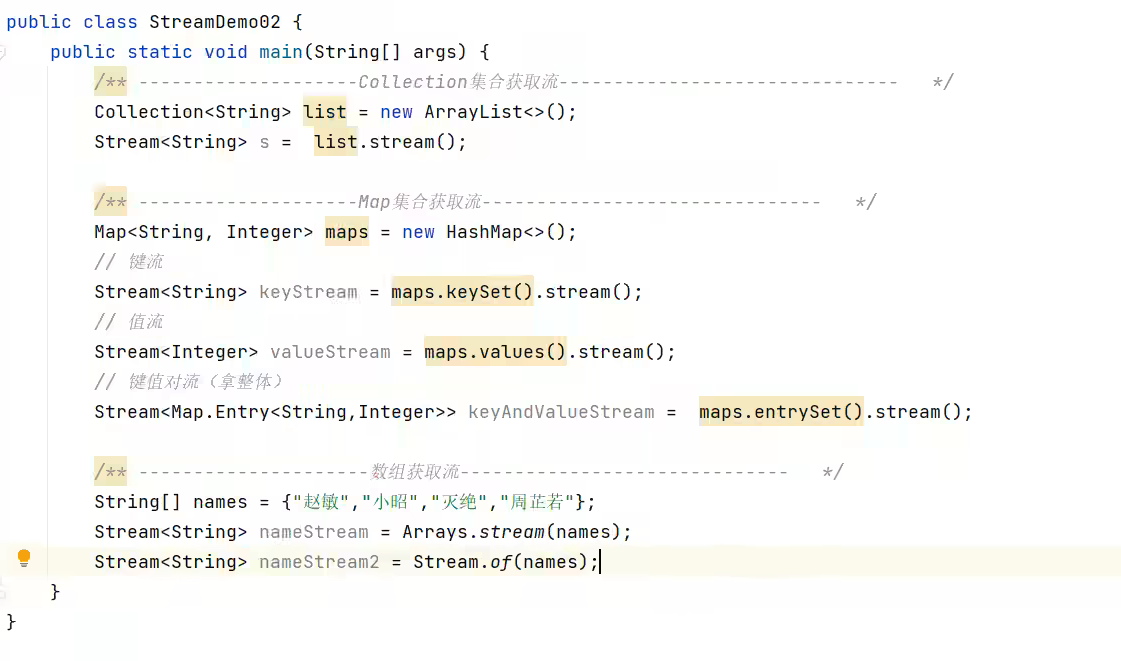 public class StreamDemo02 {
public static void main(String[] args) {
/** --------------------Collection集合获取流------------------------------- */
Collection<String> list = new ArrayList<>();
Stream<String> s = list.stream();
/** --------------------Map集合获取流------------------------------- */
Map<String, Integer> maps = new HashMap<>();
// 键流
Stream<String> keyStream = maps.keySet().stream();
// 值流
Stream<Integer> valueStream = maps.values().stream();
// 键值对流（拿整体）
Stream<Map.Entry<String,Integer>> keyAndValueStream = maps.entrySet().stream();
/** ---------------------数组获取流------------------------------ */
String[] names = {"赵敏","小昭","灭绝","周芷若"};
Stream<String> nameStream = Arrays.stream(names);
Stream<String> nameStream2 = Stream.of(names);
}
}